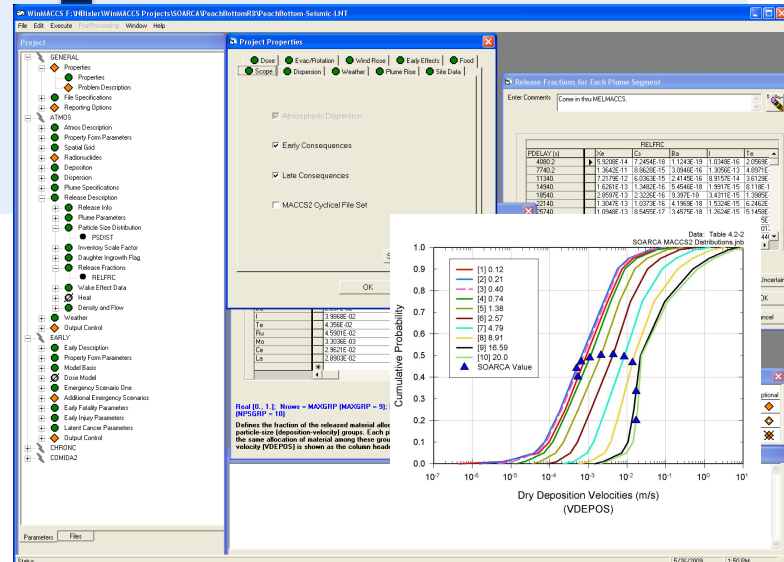 WinMACCS F:\NBixler\WinMACCS Projects\SOARCA\PeachBottomR8\PeachBottom-Seismic-LNT
File Edit Execute PostProcessing Window Help
Project
GENERAL
Properties
Properties
Problem Description
File Specifications
Reporting Options
ATMOS
Atmos Description
Property Form Parameters
Spatial Grid
Radionuclides
Deposition
Dispersion
Plume Specifications
Release Description
Release Info
Plume Parameters
Particle Size Distribution
PSDIST
Inventory Scale Factor
Daughter Ingrowth Flag
Release Fractions
RELFRC
Wake Effect Data
Heat
Density and Flow
Weather
Output Control
EARLY
Early Description
Property Form Parameters
Model Basis
Dose Model
Emergency Scenario One
Additional Emergency Scenarios
Early Fatality Parameters
Early Injury Parameters
Latent Cancer Parameters
Output Control
CHRONC
COMIDA2
Parameters Files
Status
Project Properties
Dose Evac/Rotation Wind Rose Early Effects Food
Scope Dispersion Weather Plume Rise Site Data
Atmospheric Dispersion
Early Consequences
Late Consequences
MACCS2 Cyclical File Set
OK
Release Fractions for Each Plume Segment
Enter Comments Come in thru MELMACCS.
RELFRC
PDELAY (s) Xe Cs Ba I Te
4080.2 5.9208E-14 7.2454E-18 1.1243E-19 1.0348E-16 2.0569E
7740.2 1.3642E-11 8.8628E-15 3.0946E-16 1.3056E-13 4.8971E-
11340. 7.2179E-12 6.0363E-15 2.4145E-16 8.9157E-14 3.6129E
14940. 1.6261E-13 1.3482E-16 5.4546E-18 1.9917E-15 8.118E-1
18540. 2.8597E-13 2.3226E-16 9.397E-18 3.4311E-15 1.3985E
22140. 1.3047E-13 1.0373E-16 4.1969E-18 1.5324E-15 6.2462E
25740. 1.0948E-13 8.5455E-17 3.4575E-18 1.2624E-15 5.1458E
I 3.9868E-02
Te 4.356E-02
Ru 4.5901E-02
Mo 3.3036E-03
Ce 2.9621E-02
La 2.8903E-02
Real [0., 1.]; Nrows = MAXGRP (MAXGRP = 9);
(NPSGRP = 10)
Defines the fraction of the released material
particle-size (deposition-velocity) groups. Each
the same allocation of material among these
velocity (VDEPOS) is shown as the column
Data: Table 4.2-2
SOARCA MACCS2 Distributions.jnb
Cumulative Probability
1.0
0.9
0.8
0.7
0.6
0.5
0.4
0.3
0.2
0.1
0.0
[1] 0.12
[2] 0.21
[3] 0.40
[4] 0.74
[5] 1.38
[6] 2.57
[7] 4.79
[8] 8.91
[9] 16.59
[10] 20.0
SOARCA Value
10-7 10-6 10-5 10-4 10-3 10-2 10-1 100 101
Dry Deposition Velocities (m/s)
(VDEPOS)
5/26/2009 1:50 PM